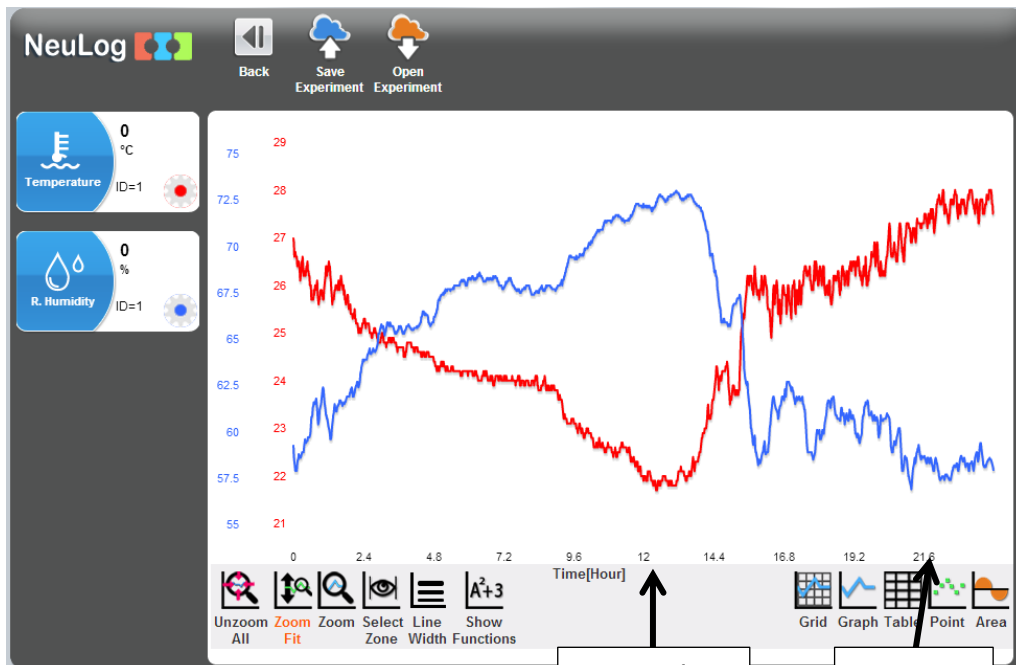 NeuLog
Back
Save
Experiment
Open
Experiment
Temperature
0
°C
ID=1
R. Humidity
0
%
ID=1
75
72.5
70
67.5
65
62.5
60
57.5
55
29
28
27
26
25
24
23
22
21
0 2.4 4.8 7.2 9.6 12 14.4 16.8 19.2 21.6
Time[Hour]
Unzoom
All
Zoom
Fit
Zoom
Select
Zone
Line
Width
A²+3
Show
Functions
Grid
Graph
Table
Point
Area